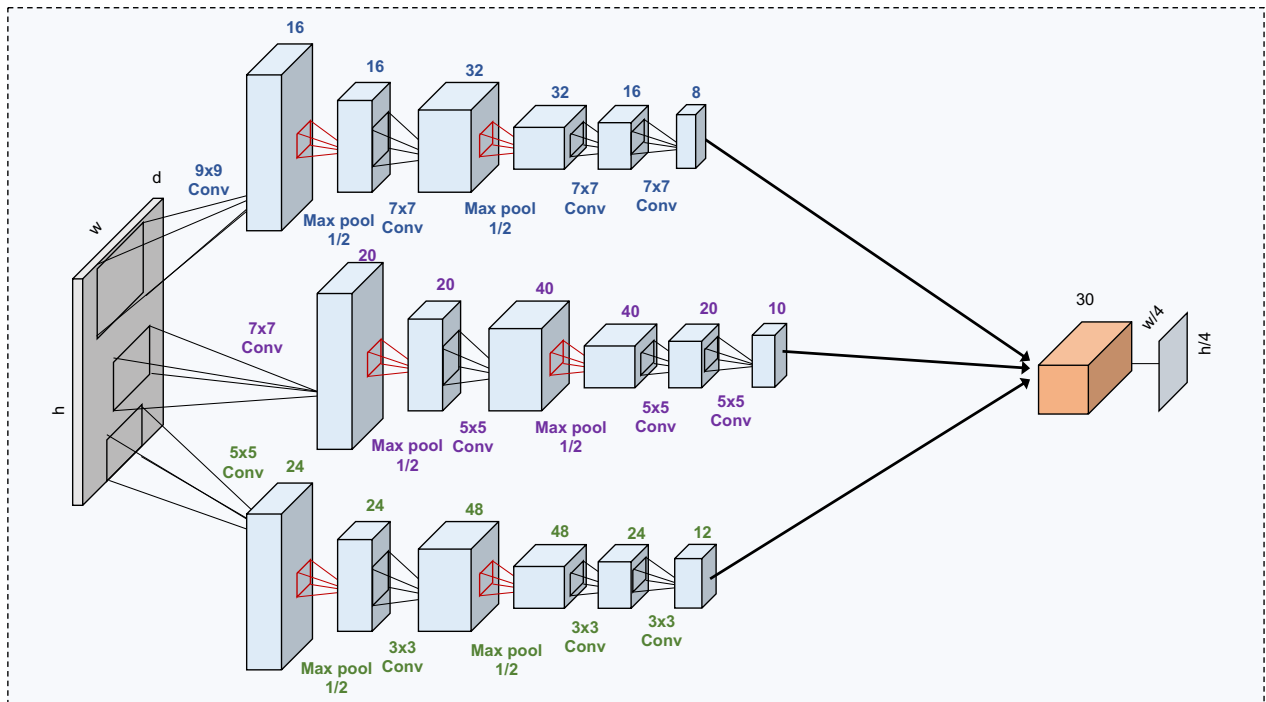 16
16
32
32
16
8
9x9
Conv
Max pool
1/2
7x7
Conv
Max pool
1/2
7x7
Conv
7x7
Conv
d
w
h
20
20
40
40
20
10
7x7
Conv
Max pool
1/2
5x5
Conv
Max pool
1/2
5x5
Conv
5x5
Conv
24
24
48
48
24
12
5x5
Conv
Max pool
1/2
3x3
Conv
Max pool
1/2
3x3
Conv
3x3
Conv
30
w/4
h/4